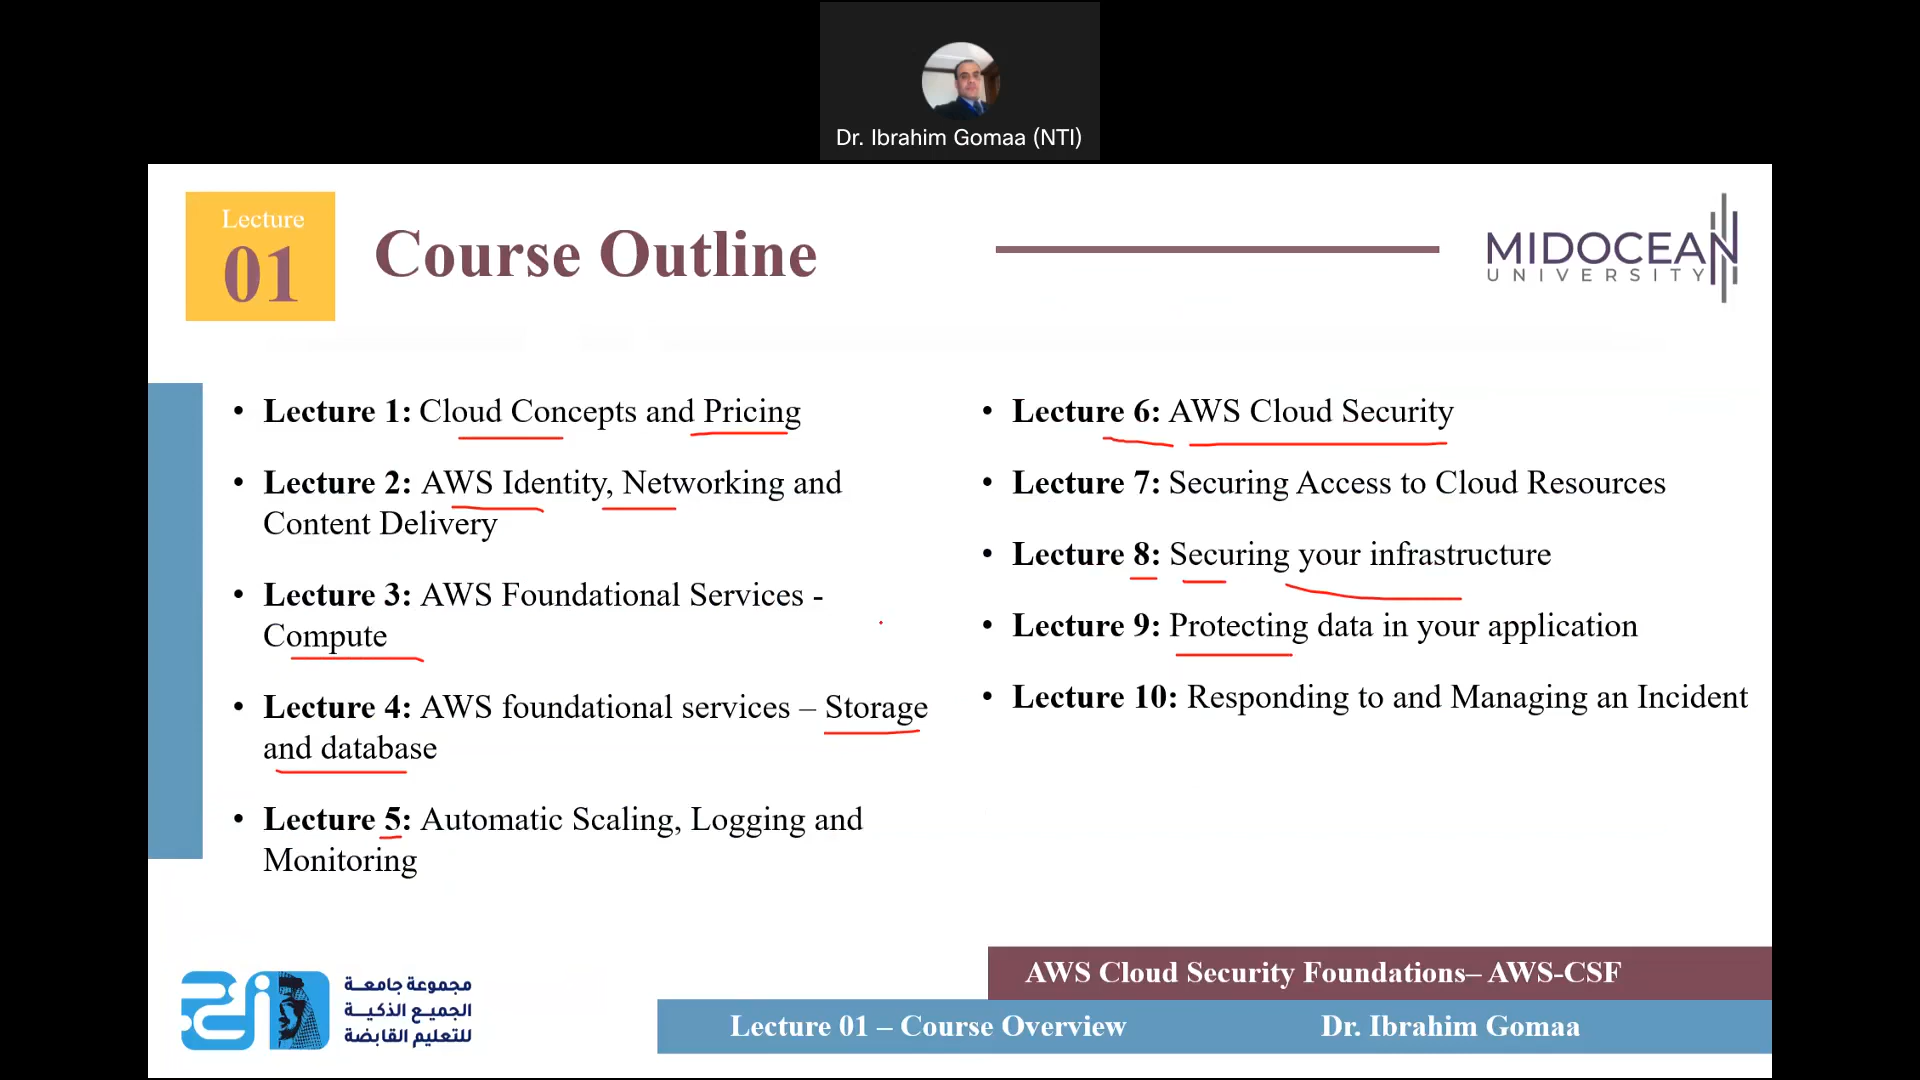 Dr. Ibrahim Gomaa (NTI)
Lecture
01
Course Outline
MIDOCEAN
UNIVERSITY
• Lecture 1: Cloud Concepts and Pricing
• Lecture 2: AWS Identity, Networking and
Content Delivery
• Lecture 3: AWS Foundational Services -
Compute
• Lecture 4: AWS foundational services – Storage
and database
• Lecture 5: Automatic Scaling, Logging and
Monitoring
• Lecture 6: AWS Cloud Security
• Lecture 7: Securing Access to Cloud Resources
• Lecture 8: Securing your infrastructure
• Lecture 9: Protecting data in your application
• Lecture 10: Responding to and Managing an Incident
مجموعة جامعة
الجميع الذكية
للتعليم القابضة
AWS Cloud Security Foundations– AWS-CSF
Lecture 01 – Course Overview
Dr. Ibrahim Gomaa